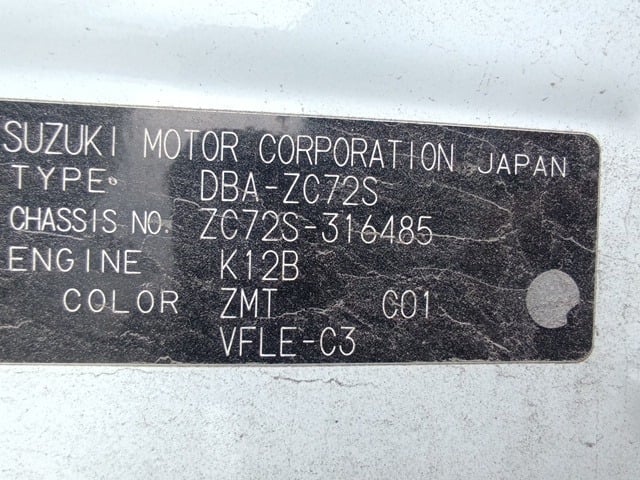 SUZUKI MOTOR CORPORATION JAPAN
TYPE DBA-ZC72S
CHASSIS NO. ZC72S-316485
ENGINE K12B
COLOR ZMT C01
VFLE-C3